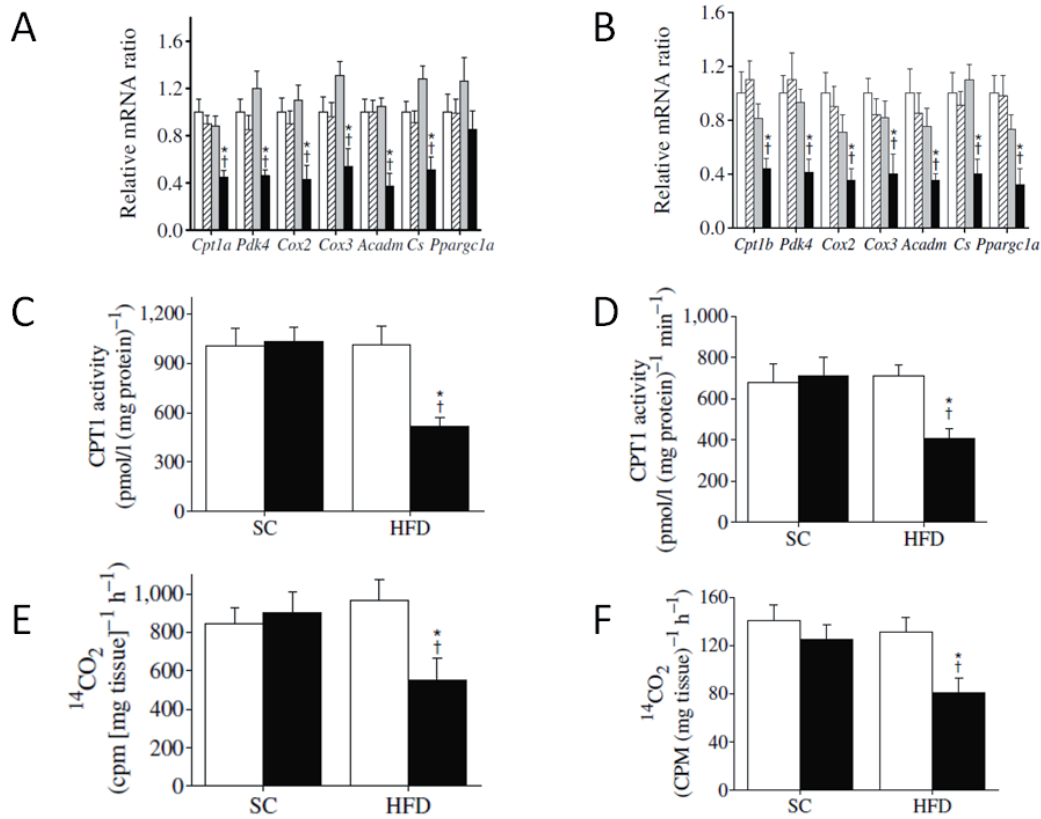 A
Relative mRNA ratio
1.6
1.2
0.8
0.4
0.0
*† *† *† *† *† *†
Cpt1a Pdk4 Cox2 Cox3 Acadm Cs Ppargc1a
B
Relative mRNA ratio
1.6
1.2
0.8
0.4
0.0
*† *† *† *† *† *† *†
Cpt1b Pdk4 Cox2 Cox3 Acadm Cs Ppargc1a
C
CPT1 activity
(pmol/l (mg protein)⁻¹
1,200
900
600
300
0
*
†
SC HFD
D
CPT1 activity
(pmol/l (mg protein)⁻¹ min⁻¹)
1,000
800
600
400
200
0
*
†
SC HFD
E
¹⁴CO₂
(cpm [mg tissue]⁻¹ h⁻¹)
1,000
800
600
400
200
0
*
†
SC HFD
F
¹⁴CO₂
(CPM (mg tissue)⁻¹ h⁻¹)
160
120
80
40
0
*
†
SC HFD